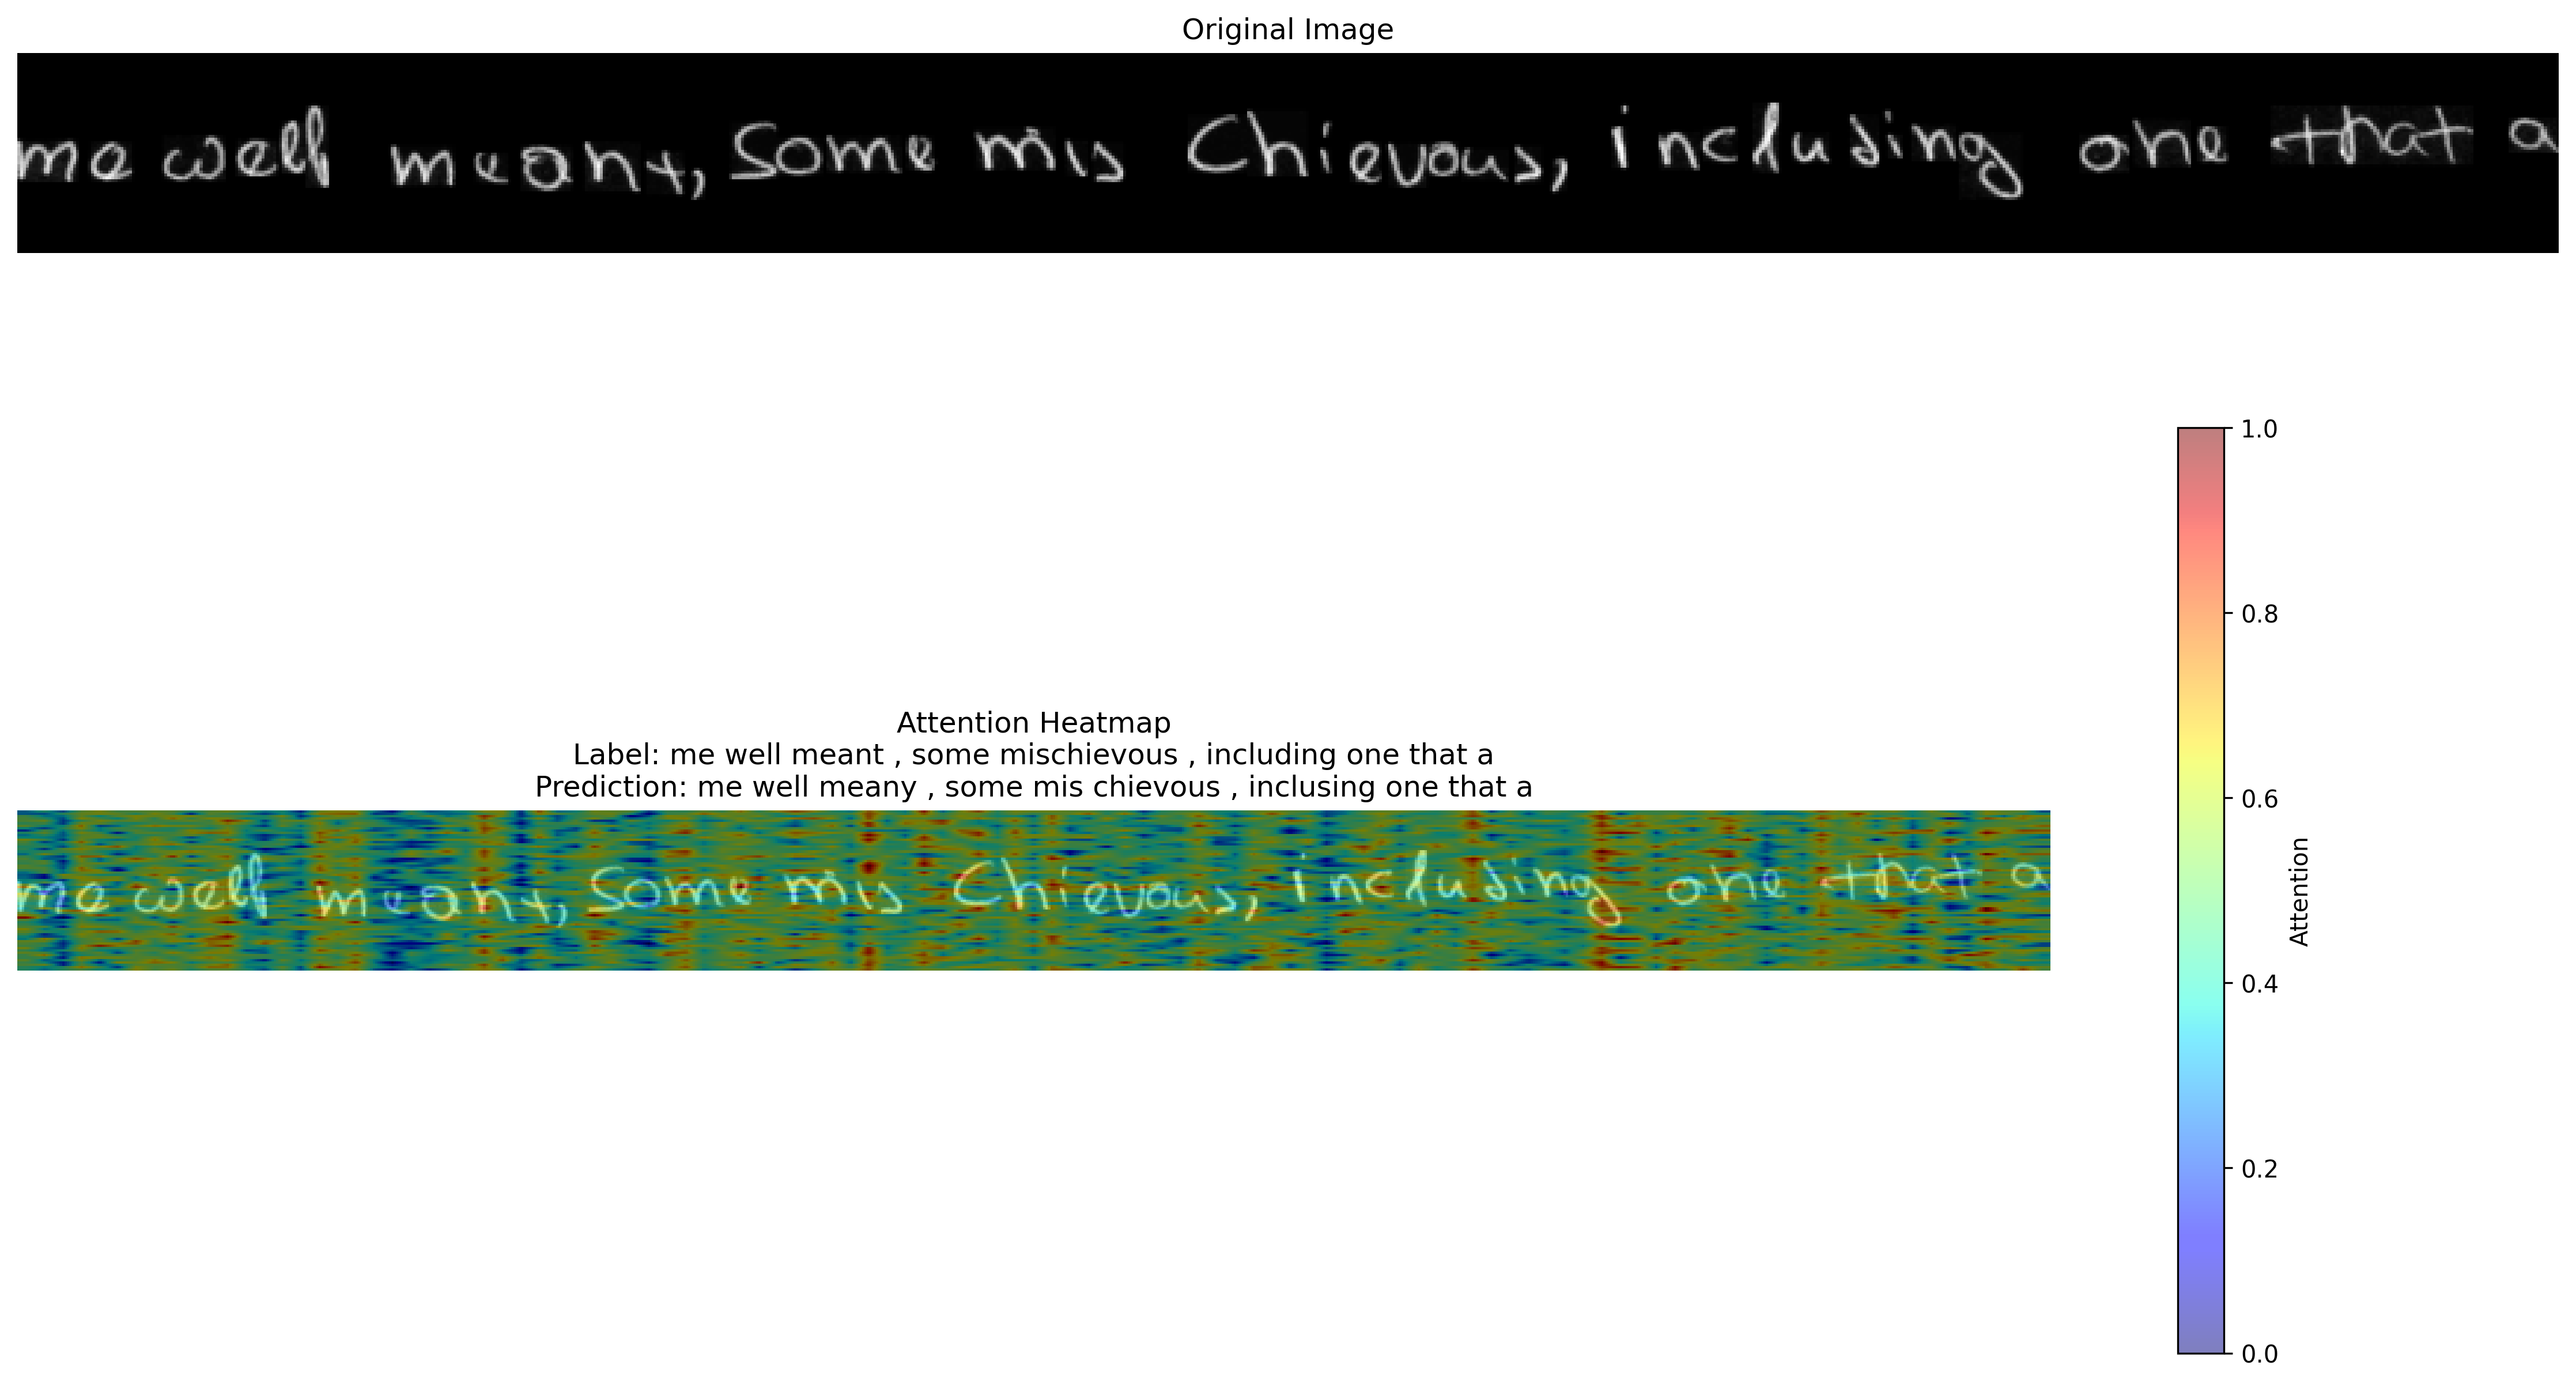 Original Image
me well meant, Some mis Chievous, including one that a
Attention Heatmap
Label: me well meant , some mischievous , including one that a
Prediction: me well meany , some mis chievous , inclusing one that a
me well meant, Some mis Chievous, including one that a
1.0
0.8
0.6
0.4
0.2
0.0
Attention